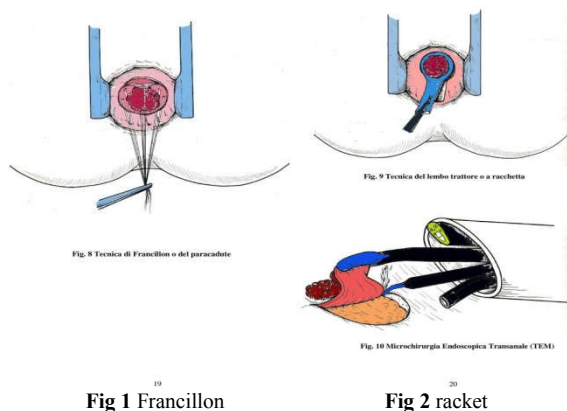 Fig. 8 Tecnica di Francillon o del paracadute
19
Fig. 9 Tecnica del lembo trattore o a racchetta
Fig. 10 Microchirurgia Endoscopica Transanale (TEM)
20
Fig 1 Francillon
Fig 2 racket